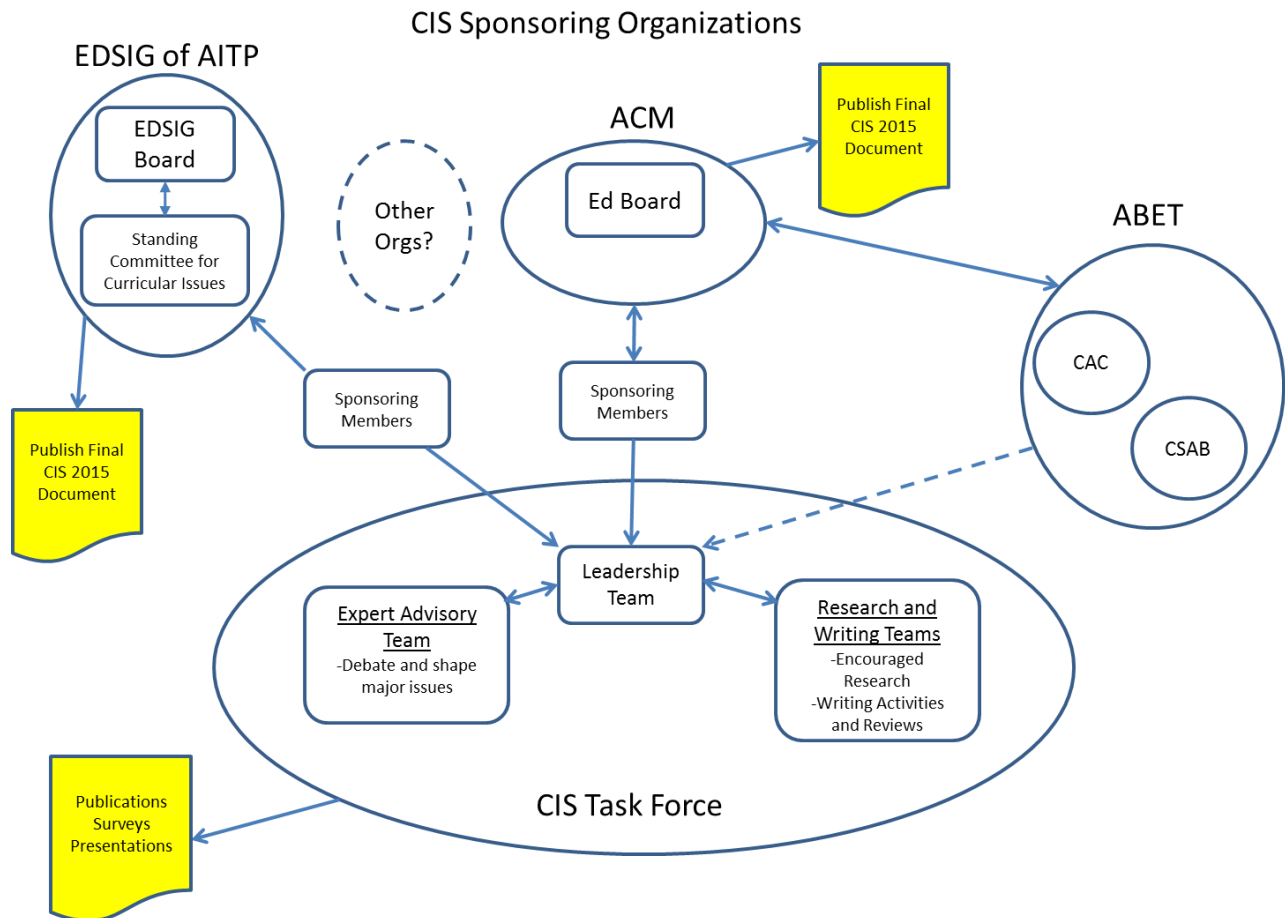 CIS Sponsoring Organizations
EDSIG of AITP
EDSIG
Board
Standing
Committee for
Curricular Issues
Other
Orgs?
ACM
Ed Board
Publish Final
CIS 2015
Document
ABET
CAC
CSAB
Sponsoring
Members
Sponsoring
Members
Publish Final
CIS 2015
Document
Leadership
Team
Expert Advisory
Team
-Debate and shape
major issues
Research and
Writing Teams
-Encouraged
Research
-Writing Activities
and Reviews
CIS Task Force
Publications
Surveys
Presentations